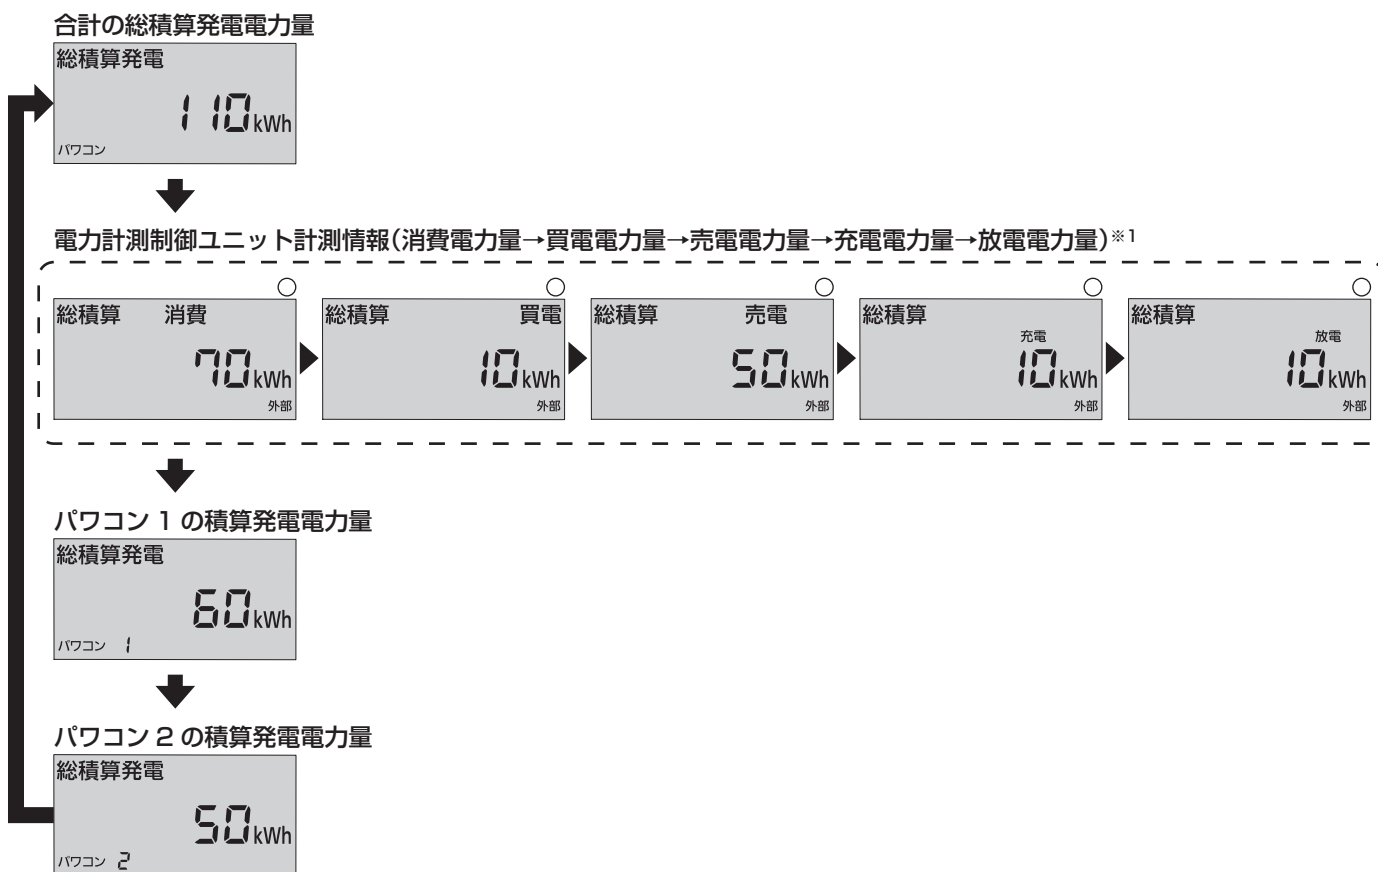 合計の総積算発電電力量
総積算発電
110kWh
パワコン
電力計測制御ユニット計測情報(消費電力量→買電電力量→売電電力量→充電電力量→放電電力量)※1
総積算 消費
70kWh
外部
総積算 買電
10kWh
外部
総積算 売電
50kWh
外部
総積算
充電
10kWh
外部
総積算
放電
10kWh
外部
パワコン 1 の積算発電電力量
総積算発電
60kWh
パワコン 1
パワコン 2 の積算発電電力量
総積算発電
50kWh
パワコン 2